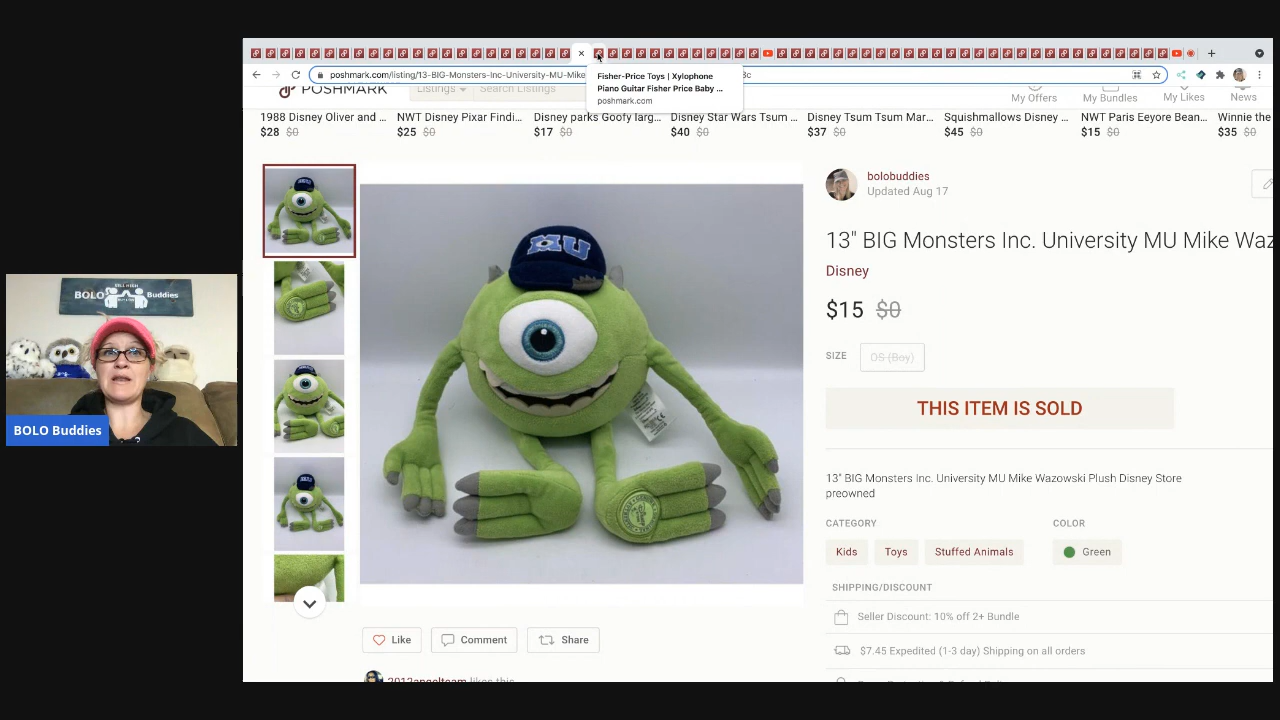 poshmark.com/listing/13-BIG-Monsters-Inc-University-MU-Mike
Fisher-Price Toys | Xylophone
Piano Guitar Fisher Price Baby ...
poshmark.com
POSHMARK
Listings
Search Listings
My Offers
My Bundles
My Likes
News
1988 Disney Oliver and ...
NWT Disney Pixar Findi...
Disney parks Goofy larg...
Disney Star Wars Tsum ...
Disney Tsum Tsum Mar...
Squishmallows Disney ...
NWT Paris Eeyore Bean...
Winnie the
$28 $0
$25 $0
$17 $0
$40 $0
$37 $0
$45 $0
$15 $0
$35 $0
bolobuddies
Updated Aug 17
13" BIG Monsters Inc. University MU Mike Waz
Disney
$15 $0
SIZE
OS (Boy)
THIS ITEM IS SOLD
13" BIG Monsters Inc. University MU Mike Wazowski Plush Disney Store
preowned
CATEGORY
COLOR
Kids
Toys
Stuffed Animals
Green
SHIPPING/DISCOUNT
Seller Discount: 10% off 2+ Bundle
$7.45 Expedited (1-3 day) Shipping on all orders
Like
Comment
Share
2012angelteam likes this
MU
BOLO Buddies
BOLO Buddies